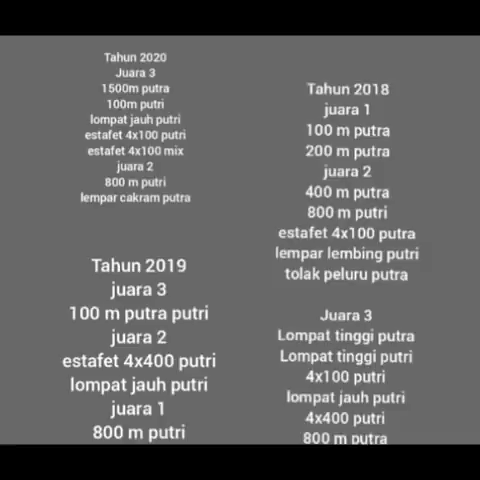 Tahun 2020
Juara 3
1500m putra
100m putri
lompat jauh putri
estafet 4x100 putri
estafet 4x100 mix
juara 2
800 m putri
lempar cakram putra
Tahun 2019
juara 3
100 m putra putri
juara 2
estafet 4x400 putri
lompat jauh putri
juara 1
800 m putri
Tahun 2018
juara 1
100 m putra
200 m putra
juara 2
400 m putra
800 m putri
estafet 4x100 putra
lempar lembing putri
tolak peluru putra
Juara 3
Lompat tinggi putra
Lompat tinggi putri
4x100 putri
lompat jauh putri
4x400 putri
800 m putra